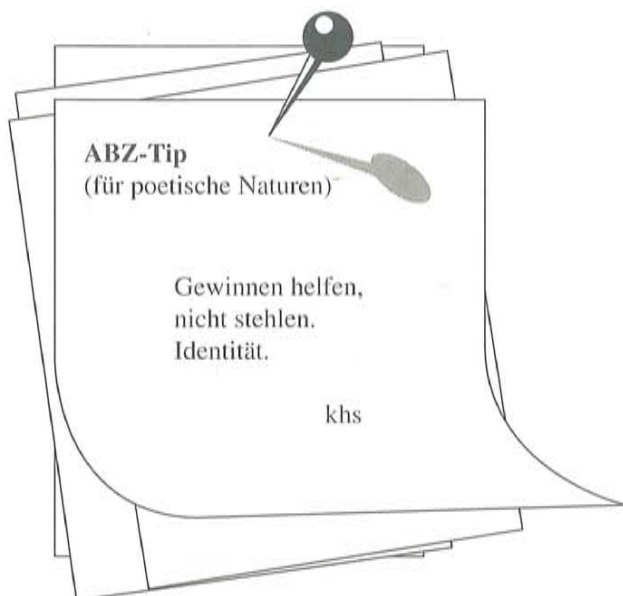 ABZ-Tip
(für poetische Naturen)
Gewinnen helfen,
nicht stehlen.
Identität.
khs